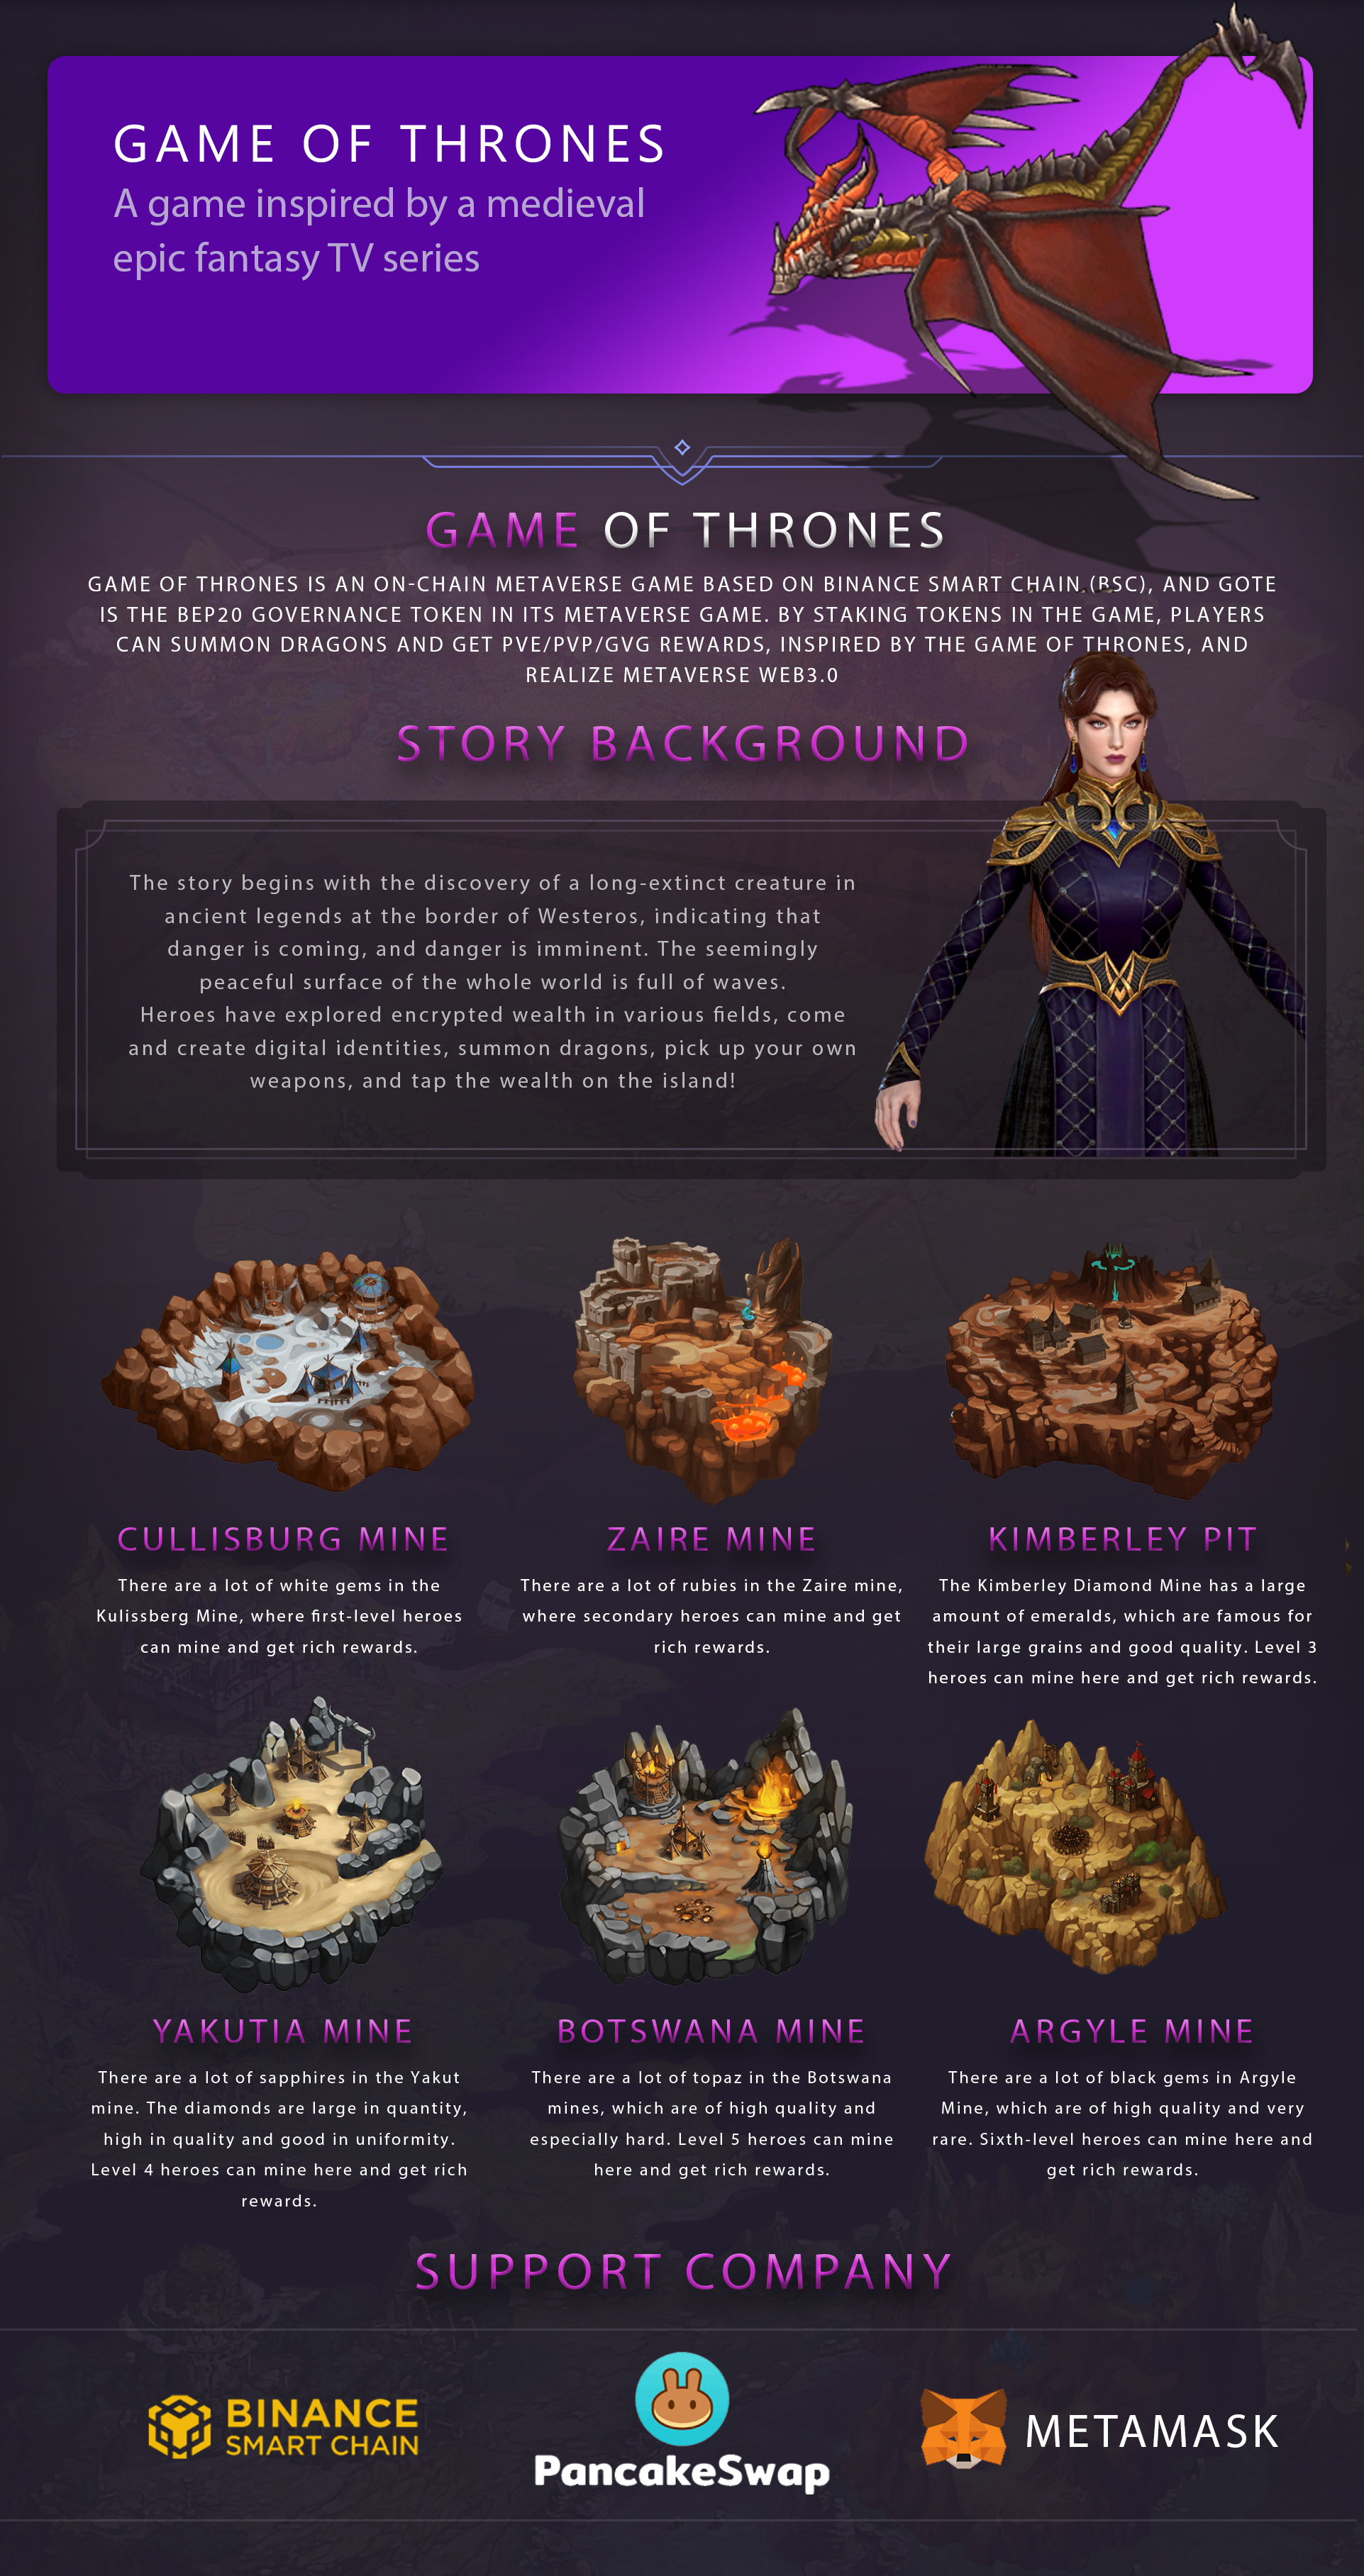 GAME OF THRONES
A game inspired by a medieval
epic fantasy TV series
GAME OF THRONES
GAME OF THRONES IS AN ON-CHAIN METAVERSE GAME BASED ON BINANCE SMART CHAIN (BSC), AND GOTE
IS THE BEP20 GOVERNANCE TOKEN IN ITS METAVERSE GAME. BY STAKING TOKENS IN THE GAME, PLAYERS
CAN SUMMON DRAGONS AND GET PVE/PVP/GVG REWARDS, INSPIRED BY THE GAME OF THRONES, AND
REALIZE METAVERSE WEB3.0
STORY BACKGROUND
The story begins with the discovery of a long-extinct creature in
ancient legends at the border of Westeros, indicating that
danger is coming, and danger is imminent. The seemingly
peaceful surface of the whole world is full of waves.
Heroes have explored encrypted wealth in various fields, come
and create digital identities, summon dragons, pick up your own
weapons, and tap the wealth on the island!
CULLISBURG MINE
There are a lot of white gems in the
Kulissberg Mine, where first-level heroes
can mine and get rich rewards.
ZAIRE MINE
There are a lot of rubies in the Zaire mine,
where secondary heroes can mine and get
rich rewards.
KIMBERLEY PIT
The Kimberley Diamond Mine has a large
amount of emeralds, which are famous for
their large grains and good quality. Level 3
heroes can mine here and get rich rewards.
YAKUTIA MINE
There are a lot of sapphires in the Yakut
mine. The diamonds are large in quantity,
high in quality and good in uniformity.
Level 4 heroes can mine here and get rich
rewards.
BOTSWANA MINE
There are a lot of topaz in the Botswana
mines, which are of high quality and
especially hard. Level 5 heroes can mine
here and get rich rewards.
ARGYLE MINE
There are a lot of black gems in Argyle
Mine, which are of high quality and very
rare. Sixth-level heroes can mine here and
get rich rewards.
SUPPORT COMPANY
BINANCE
SMART CHAIN
PancakeSwap
METAMASK